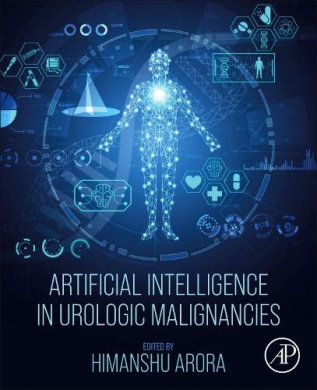 ARTIFICIAL INTELLIGENCE
IN UROLOGIC MALIGNANCIES
EDITED BY
HIMANSHU ARORA
AP